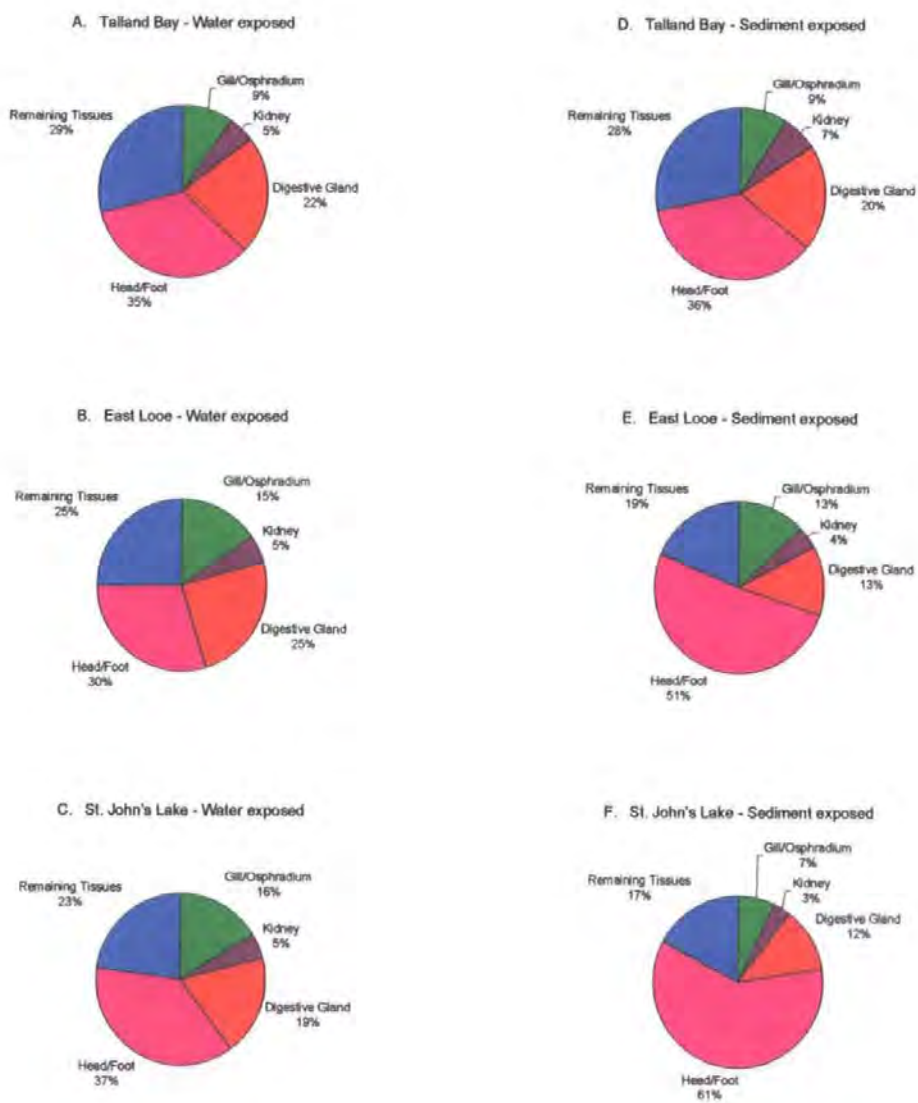 A. Talland Bay - Water exposed
Gill/Osphradium
9%
Kidney
5%
Remaining Tissues
29%
Digestive Gland
22%
Head/Foot
35%
D. Talland Bay - Sediment exposed
Gill/Osphradium
9%
Kidney
7%
Remaining Tissues
28%
Digestive Gland
20%
Head/Foot
36%
B. East Looe - Water exposed
Gill/Osphradium
15%
Remaining Tissues
25%
Kidney
5%
Digestive Gland
25%
Head/Foot
30%
E. East Looe - Sediment exposed
Remaining Tissues
19%
Gill/Osphradium
13%
Kidney
4%
Digestive Gland
13%
Head/Foot
51%
C. St. John's Lake - Water exposed
Gill/Osphradium
16%
Remaining Tissues
23%
Kidney
5%
Digestive Gland
19%
Head/Foot
37%
F. St. John's Lake - Sediment exposed
Gill/Osphradium
7%
Remaining Tissues
17%
Kidney
3%
Digestive Gland
12%
Head/Foot
61%